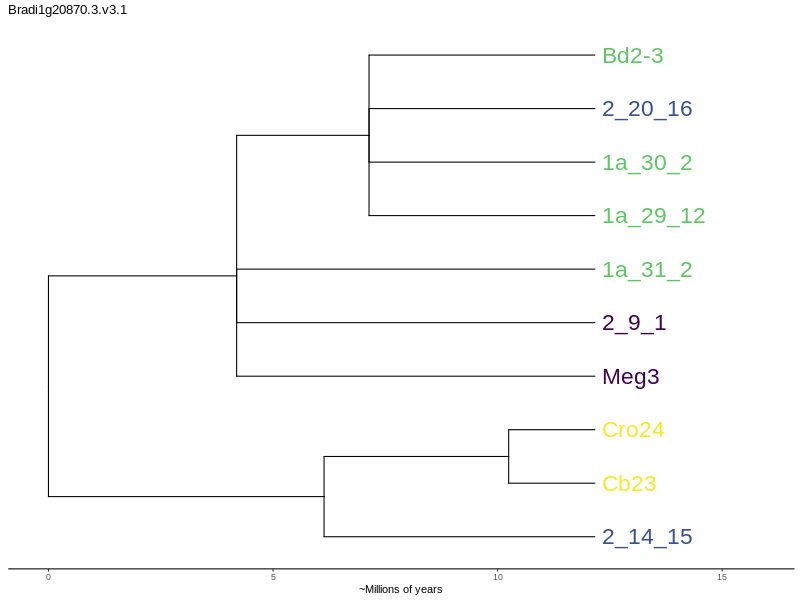 Bradi1g20870.3.v3.1
Bd2-3
2_20_16
1a_30_2
1a_29_12
1a_31_2
2_9_1
Meg3
Cro24
Cb23
2_14_15
0 5 10 15
~Millions of years